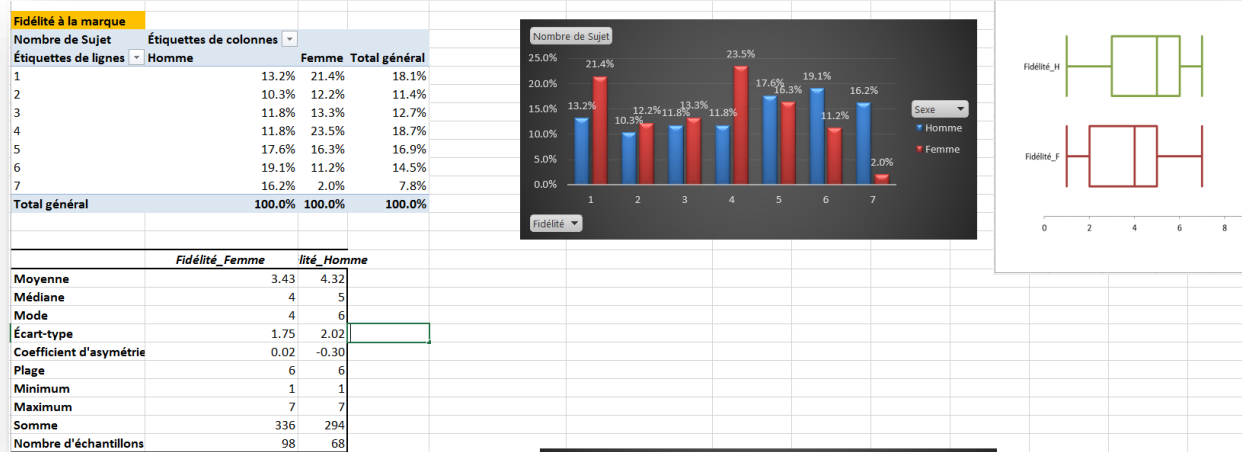 Fidélité à la marque
Nombre de Sujet Étiquettes de colonnes
Étiquettes de lignes Homme Femme Total général
1 13.2% 21.4% 18.1%
2 10.3% 12.2% 11.4%
3 11.8% 13.3% 12.7%
4 11.8% 23.5% 18.7%
5 17.6% 16.3% 16.9%
6 19.1% 11.2% 14.5%
7 16.2% 2.0% 7.8%
Total général 100.0% 100.0% 100.0%
Fidélité_Femme lité_Homme
Moyenne 3.43 4.32
Médiane 4 5
Mode 4 6
Écart-type 1.75 2.02
Coefficient d'asymétrie 0.02 -0.30
Plage 6 6
Minimum 1 1
Maximum 7 7
Somme 336 294
Nombre d'échantillons 98 68
Nombre de Sujet
25.0%
20.0%
15.0%
10.0%
5.0%
0.0%
13.2% 21.4% 10.3% 12.2% 11.8% 13.3% 11.8% 23.5% 17.6% 16.3% 19.1% 11.2% 16.2% 2.0%
1 2 3 4 5 6 7
Sexe
Homme
Femme
Fidélité
Fidélité_H
Fidélité_F
0 2 4 6 8